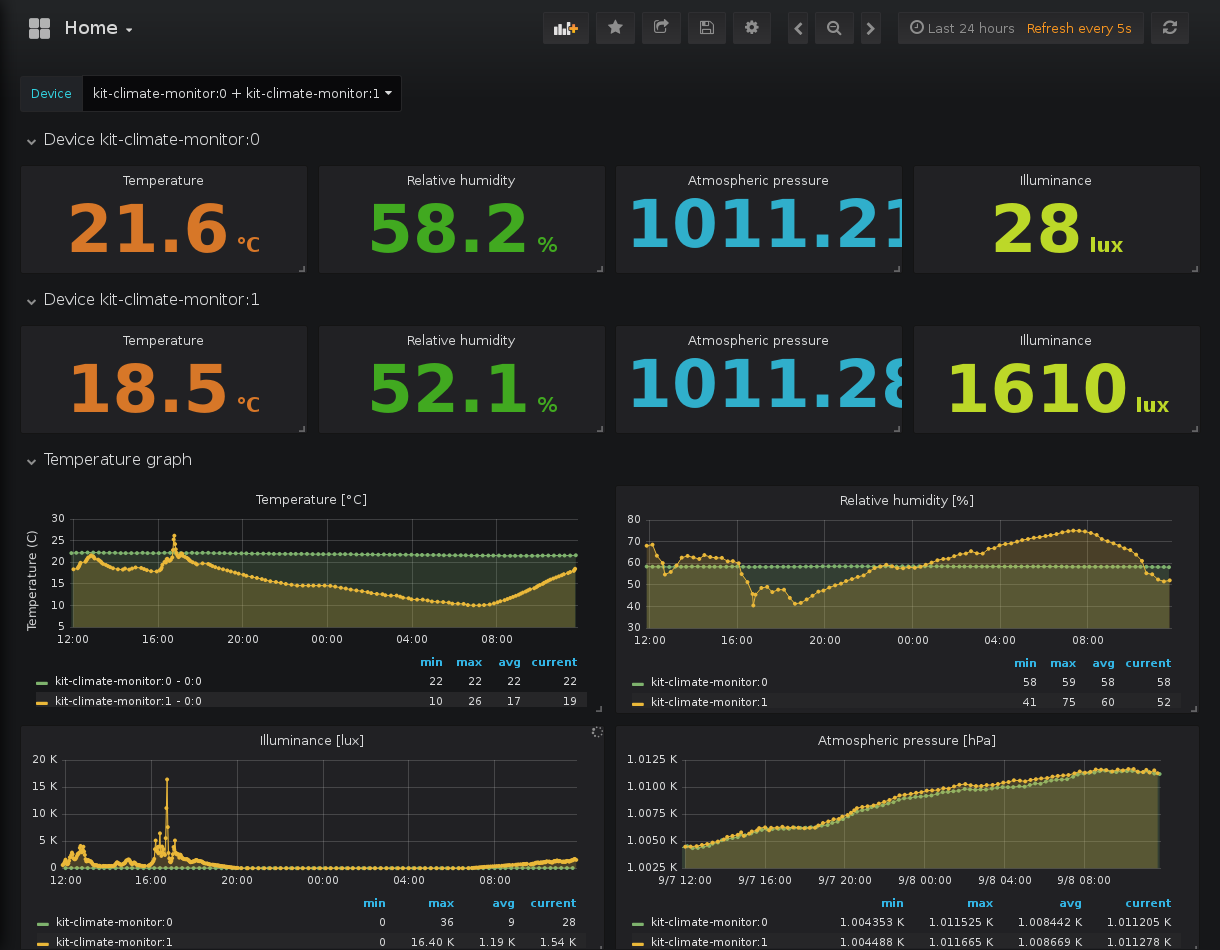 Home
Last 24 hours Refresh every 5s
Device kit-climate-monitor:0 + kit-climate-monitor:1
Device kit-climate-monitor:0
Temperature Relative humidity Atmospheric pressure Illuminance
21.6 °C 58.2 % 1011.21 28 lux
Device kit-climate-monitor:1
Temperature Relative humidity Atmospheric pressure Illuminance
18.5 °C 52.1 % 1011.28 1610 lux
Temperature graph
Temperature [°C]
Temperature (C)
30
25
20
15
10
5
12:00 16:00 20:00 00:00 04:00 08:00
min max avg current
kit-climate-monitor:0 - 0:0 22 22 22 22
kit-climate-monitor:1 - 0:0 10 26 17 19
Relative humidity [%]
80
70
60
50
40
30
12:00 16:00 20:00 00:00 04:00 08:00
min max avg current
kit-climate-monitor:0 58 59 58 58
kit-climate-monitor:1 41 75 60 52
Illuminance [lux]
20 K
15 K
10 K
5 K
0
12:00 16:00 20:00 00:00 04:00 08:00
min max avg current
kit-climate-monitor:0 0 36 9 28
kit-climate-monitor:1 0 16.40 K 1.19 K 1.54 K
Atmospheric pressure [hPa]
1.0125 K
1.0100 K
1.0075 K
1.0050 K
1.0025 K
9/7 12:00 9/7 16:00 9/7 20:00 9/8 00:00 9/8 04:00 9/8 08:00
min max avg current
kit-climate-monitor:0 1.004353 K 1.011525 K 1.008442 K 1.011205 K
kit-climate-monitor:1 1.004488 K 1.011665 K 1.008669 K 1.011278 K